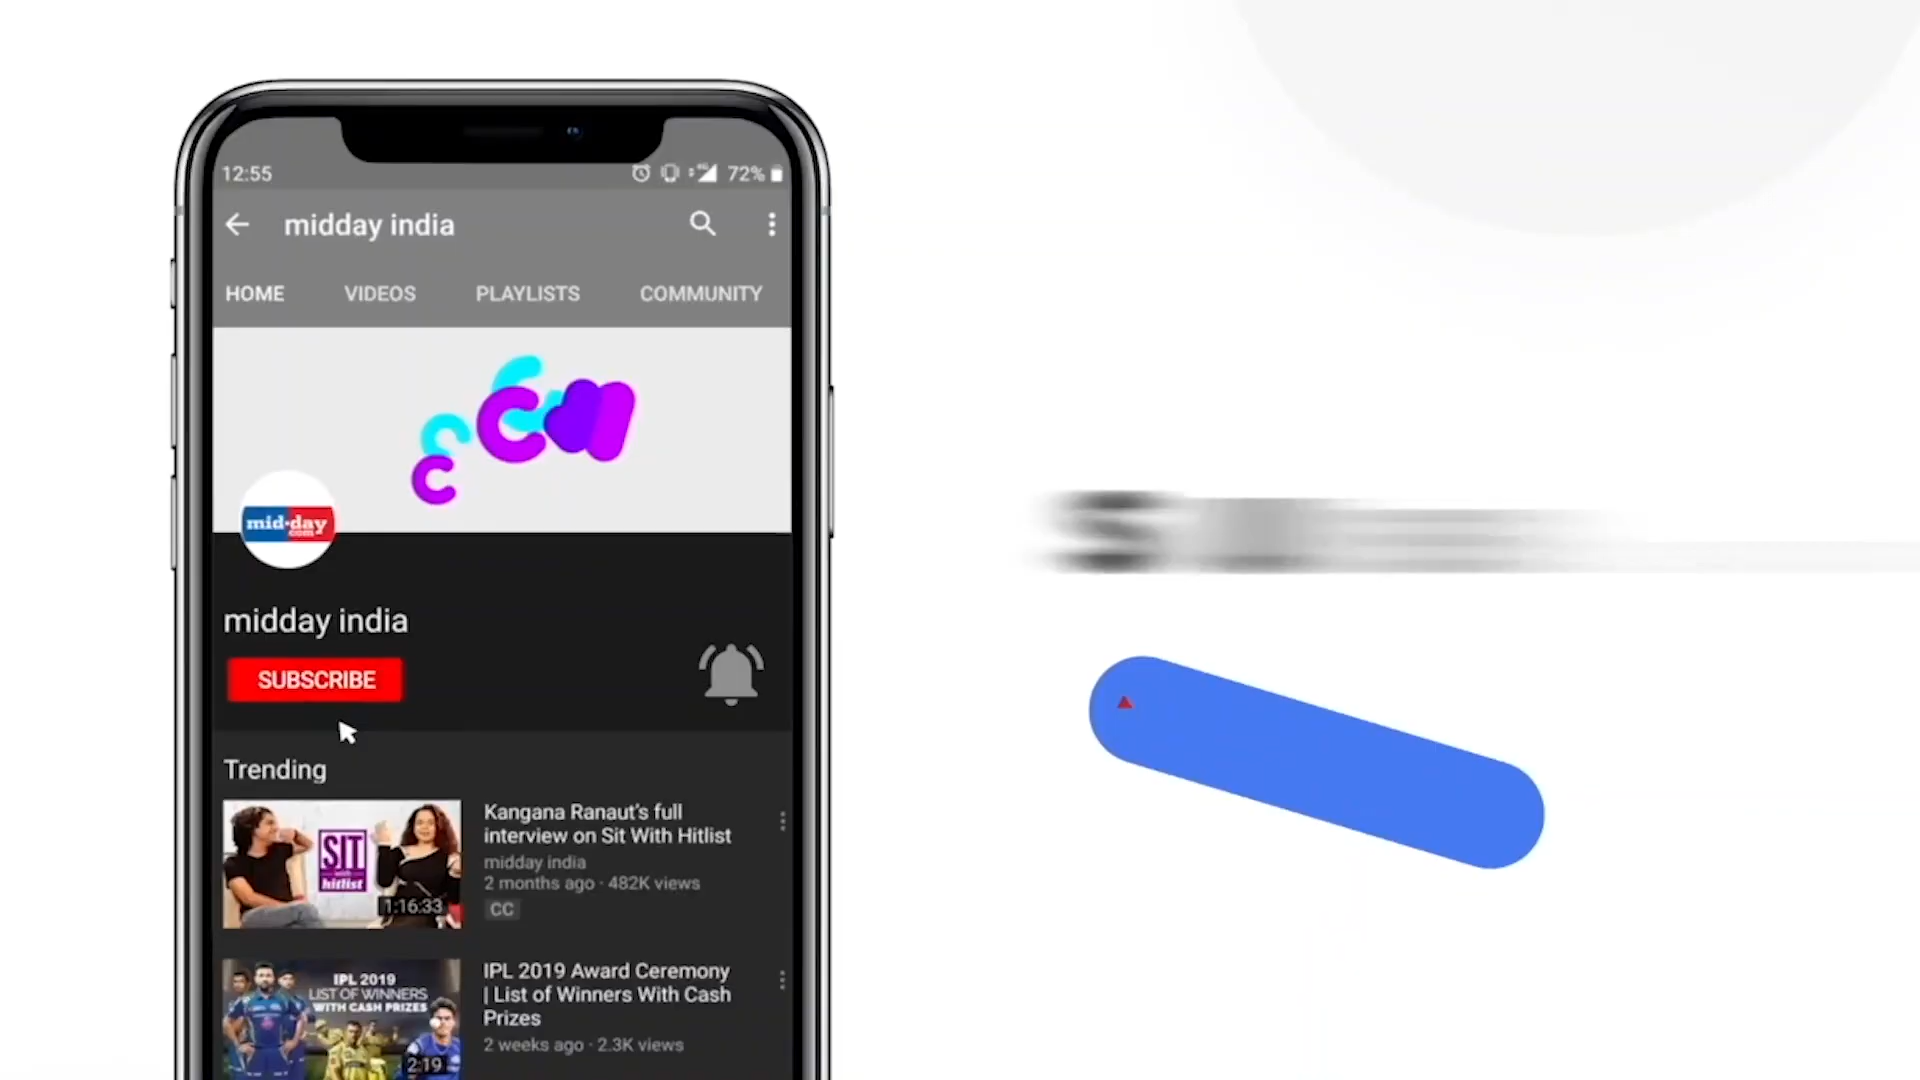 12:55
72%
midday india
HOME VIDEOS PLAYLISTS COMMUNITY
mid-day
com
midday india
SUBSCRIBE
Trending
SIT
with
hitlist
1:16:33
Kangana Ranaut's full
interview on Sit With Hitlist
midday india
2 months ago · 482K views
CC
IPL 2019
LIST OF WINNERS
WITH CASH PRIZES
2:19
IPL 2019 Award Ceremony
| List of Winners With Cash
Prizes
2 weeks ago · 2.3K views